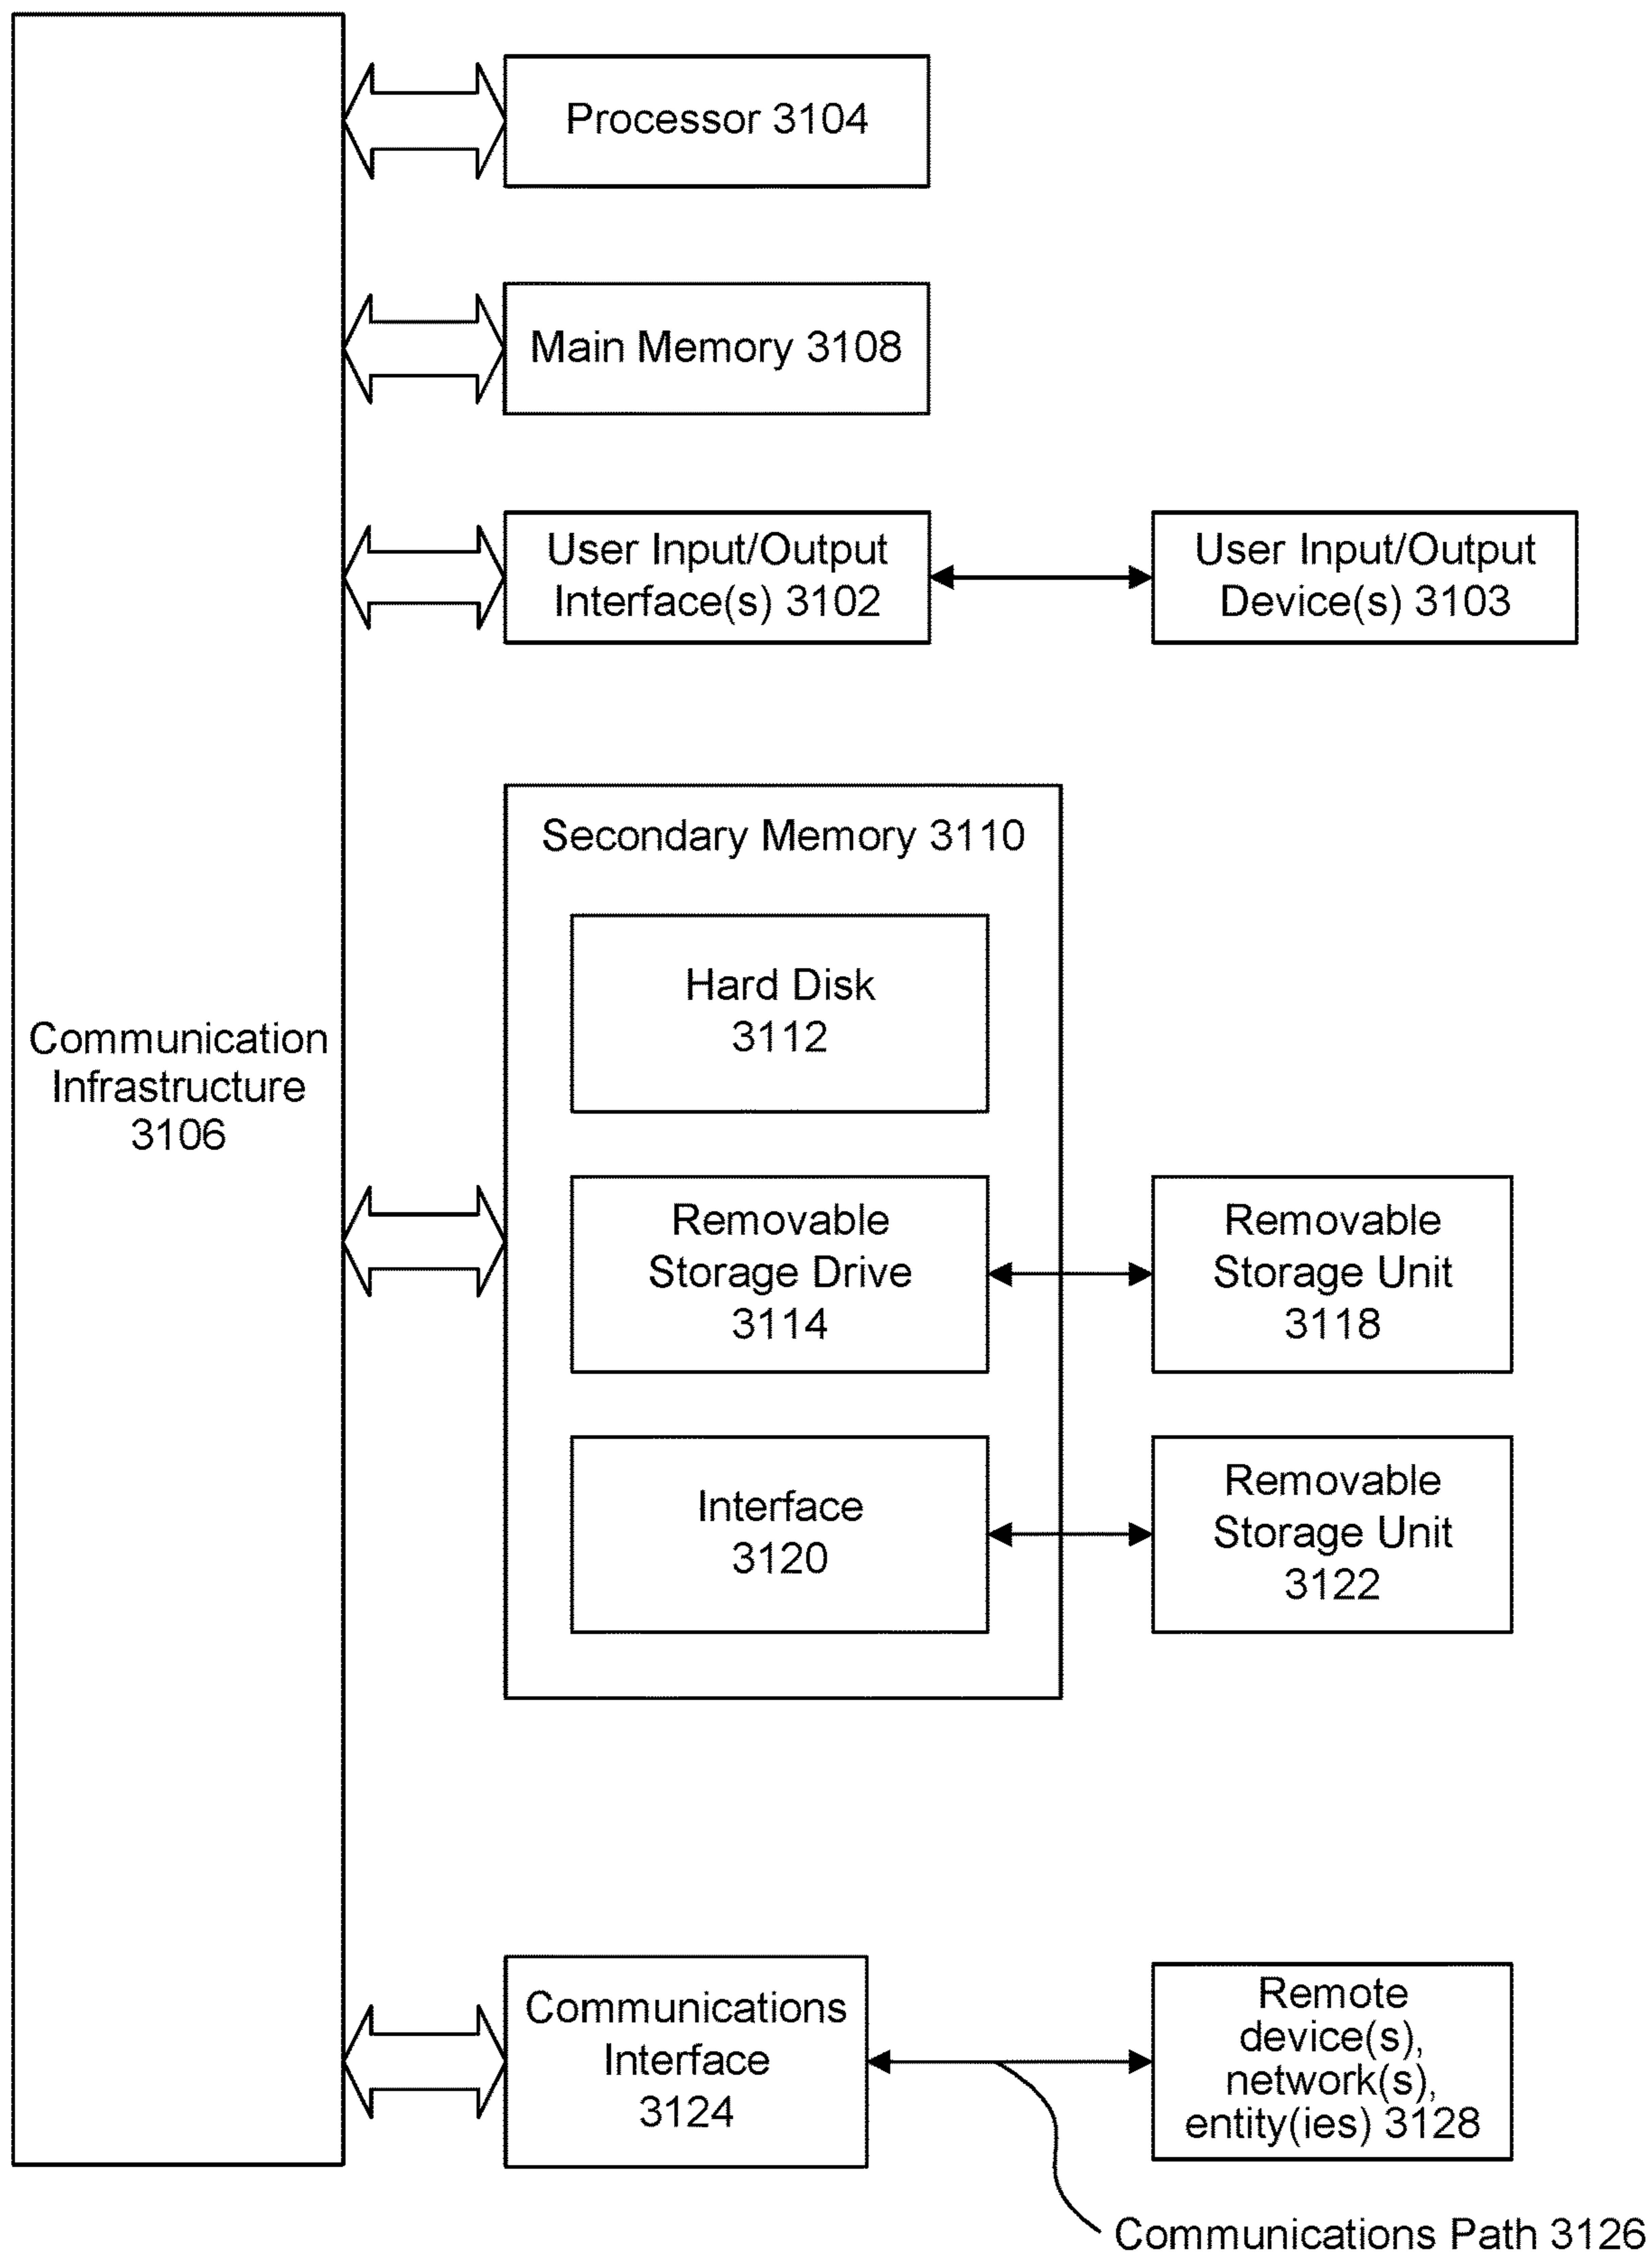 Processor 3104
Main Memory 3108
User Input/Output
Interface(s) 3102
User Input/Output
Device(s) 3103
Secondary Memory 3110
Hard Disk
3112
Communication
Infrastructure
3106
Removable
Storage Drive
3114
Removable
Storage Unit
3118
Interface
3120
Removable
Storage Unit
3122
Communications
Interface
3124
Remote
device(s),
network(s),
entity(ies) 3128
Communications Path 3126